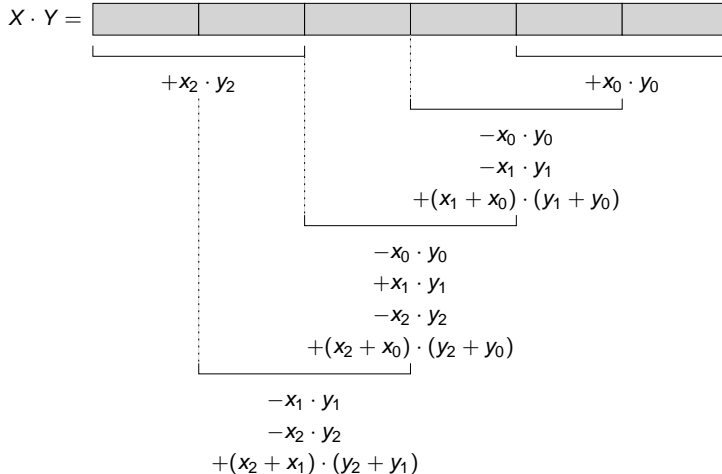 X · Y =
+x₂ · y₂ +x₀ · y₀
−x₀ · y₀
−x₁ · y₁
+(x₁ + x₀) · (y₁ + y₀)
−x₀ · y₀
+x₁ · y₁
−x₂ · y₂
+(x₂ + x₀) · (y₂ + y₀)
−x₁ · y₁
−x₂ · y₂
+(x₂ + x₁) · (y₂ + y₁)